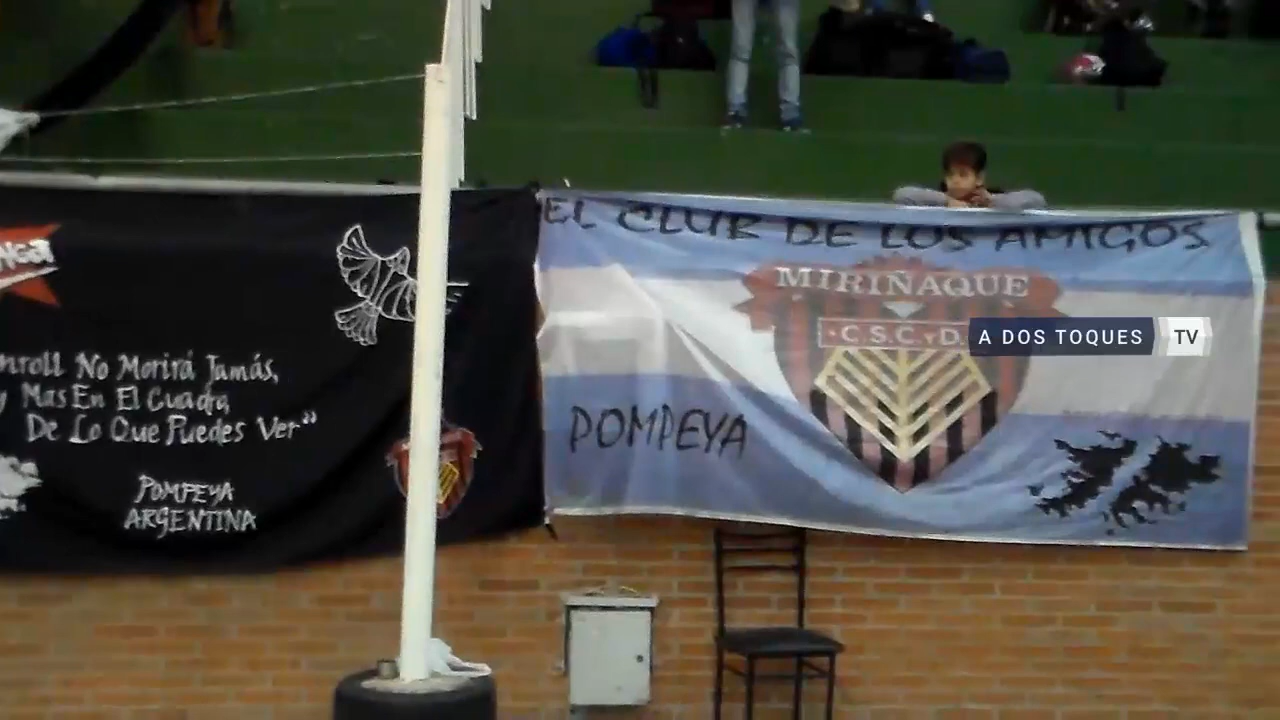 nroll No Morirá Jamás,
y Mas En El Cuadro
De Lo Que Puedes Ver”
POMPEYA
ARGENTINA
EL CLUB DE LOS AMIGOS
MIRIÑAQUE
C.S.C.YD.
POMPEYA
A DOS TOQUES TV